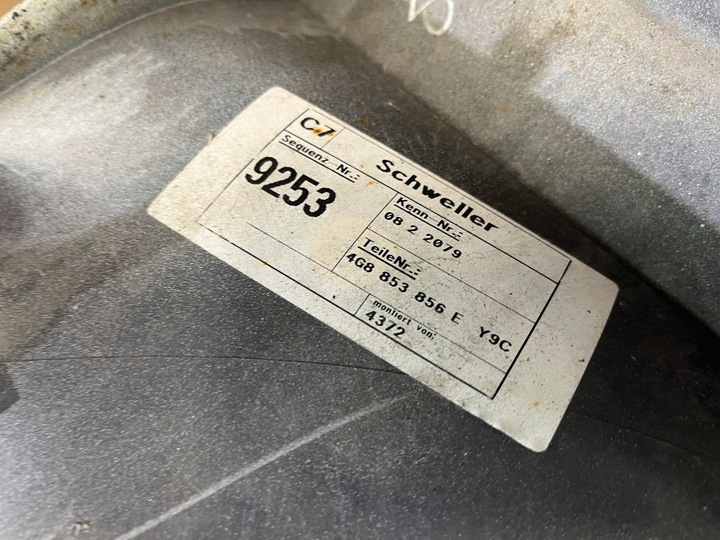 C7
Schweller
Sequenz-Nr.:
9253
Kenn-Nr.:
08 2 2079
TeileNr.:
4G8 853 856 E Y9C
montiert von:
4372